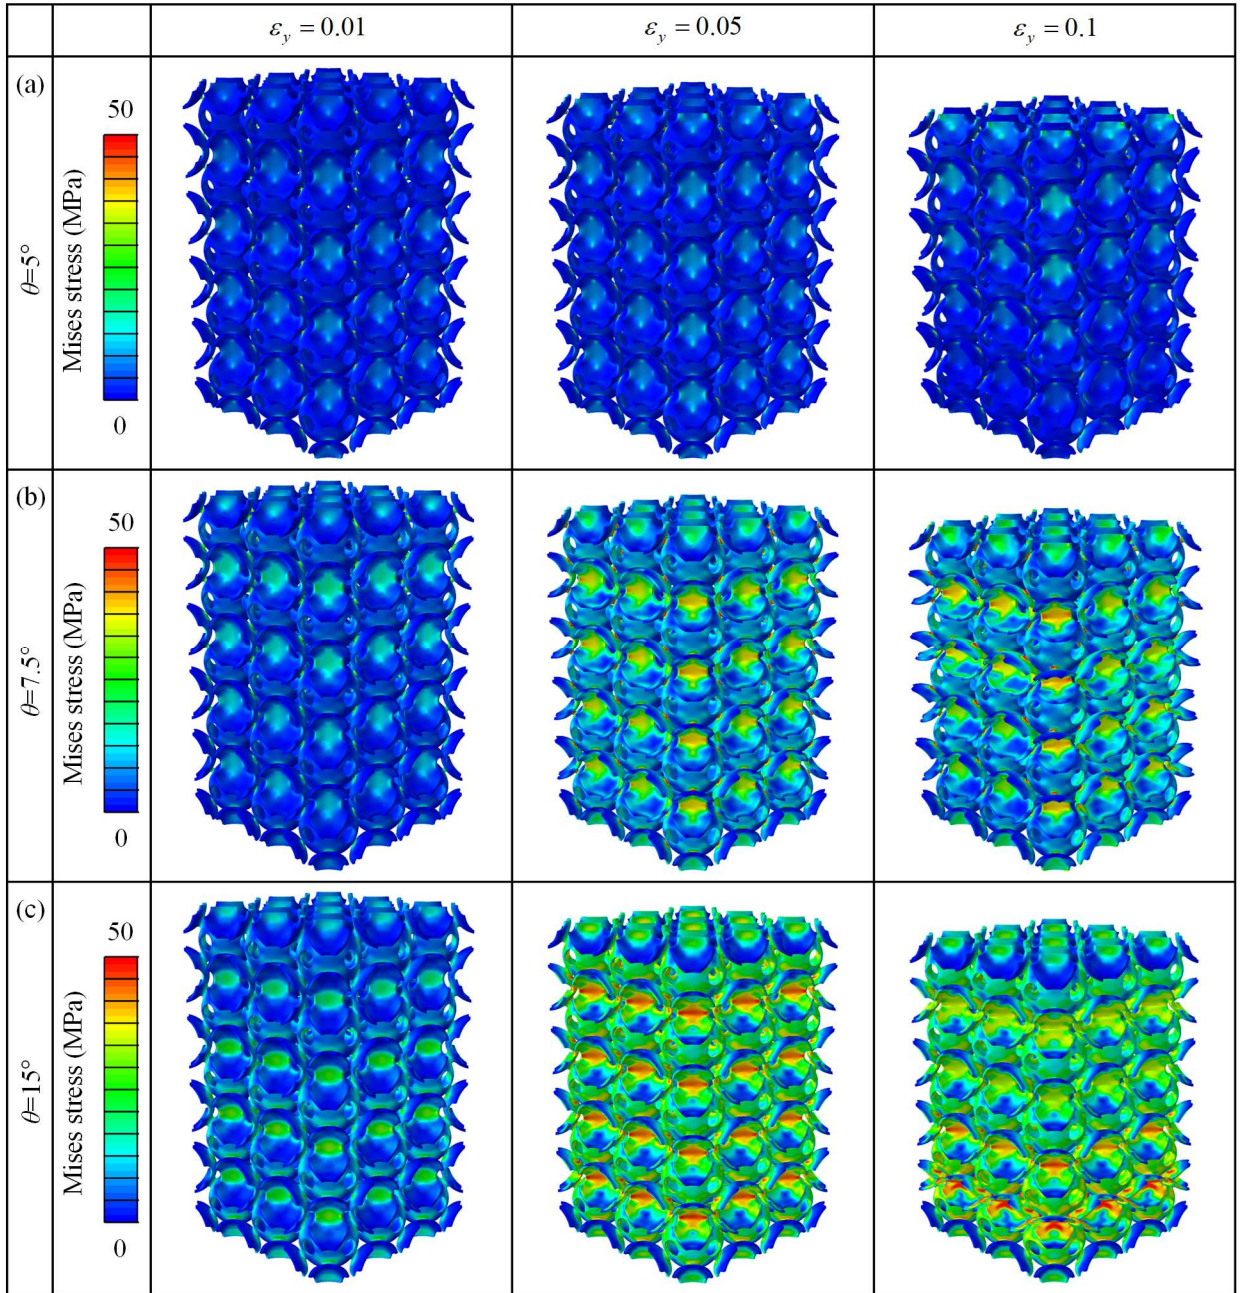 ε_y = 0.01
ε_y = 0.05
ε_y = 0.1
(a)
θ=5°
Mises stress (MPa)
50
0
(b)
θ=7.5°
Mises stress (MPa)
50
0
(c)
θ=15°
Mises stress (MPa)
50
0